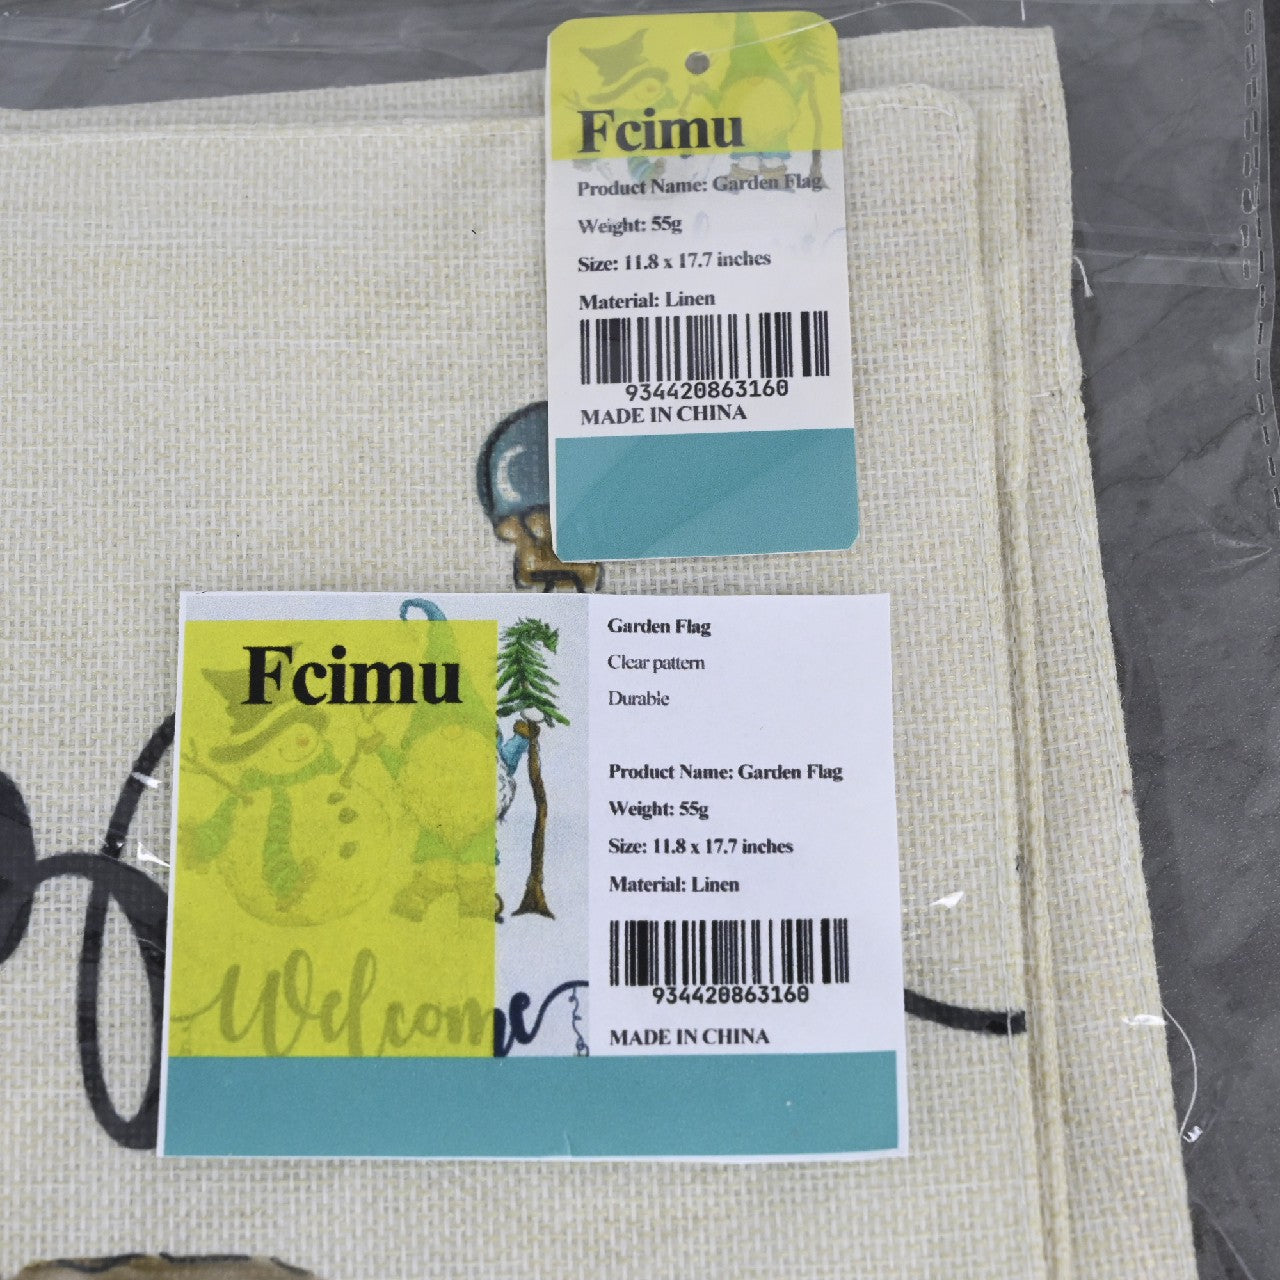 Fcimu
Product Name: Garden Flag
Weight: 55g
Size: 11.8 x 17.7 inches
Material: Linen
934420863160
MADE IN CHINA
Fcimu
Welcome
Garden Flag
Clear pattern
Durable
Product Name: Garden Flag
Weight: 55g
Size: 11.8 x 17.7 inches
Material: Linen
934420863160
MADE IN CHINA